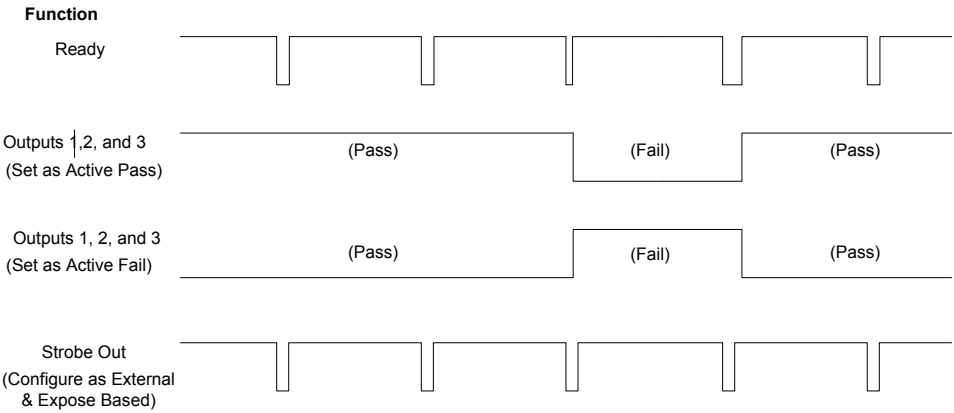 Function
Ready
Outputs 1,2, and 3
(Set as Active Pass)
(Pass) (Fail) (Pass)
Outputs 1, 2, and 3
(Set as Active Fail)
(Pass) (Fail) (Pass)
Strobe Out
(Configure as External
& Expose Based)